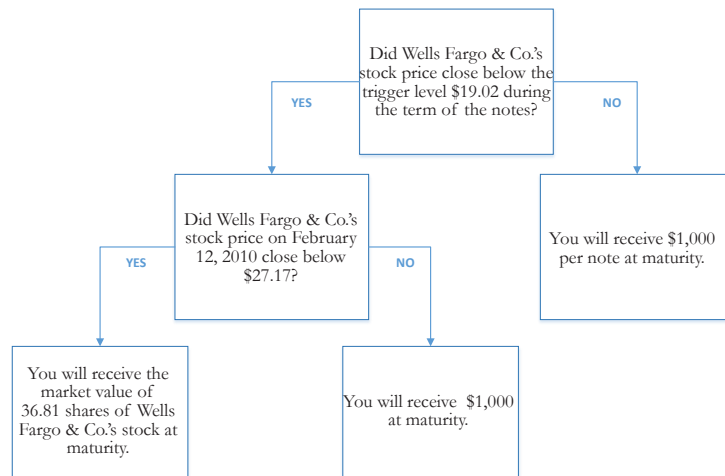 Did Wells Fargo & Co.'s
stock price close below the
trigger level $19.02 during
the term of the notes?
YES
NO
Did Wells Fargo & Co.'s
stock price on February
12, 2010 close below
$27.17?
You will receive $1,000
per note at maturity.
YES
NO
You will receive the
market value of
36.81 shares of Wells
Fargo & Co.'s stock at
maturity.
You will receive $1,000
at maturity.